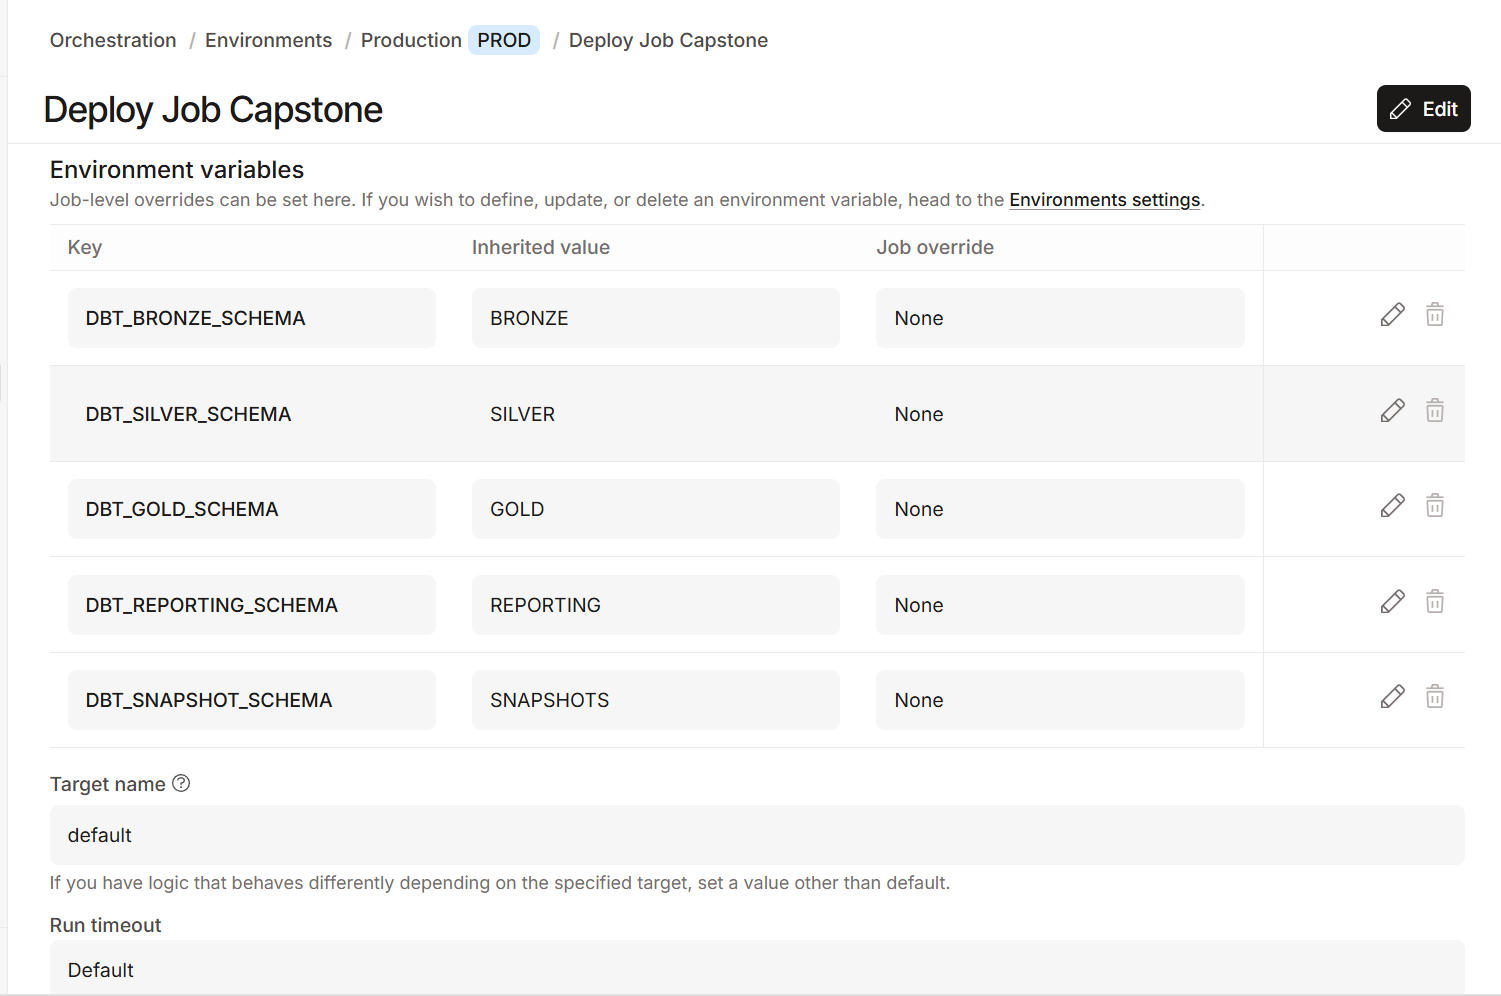 Orchestration / Environments / Production PROD / Deploy Job Capstone
Deploy Job Capstone
Edit
Environment variables
Job-level overrides can be set here. If you wish to define, update, or delete an environment variable, head to the Environments settings.
Key Inherited value Job override
DBT_BRONZE_SCHEMA BRONZE None
DBT_SILVER_SCHEMA SILVER None
DBT_GOLD_SCHEMA GOLD None
DBT_REPORTING_SCHEMA REPORTING None
DBT_SNAPSHOT_SCHEMA SNAPSHOTS None
Target name
default
If you have logic that behaves differently depending on the specified target, set a value other than default.
Run timeout
Default